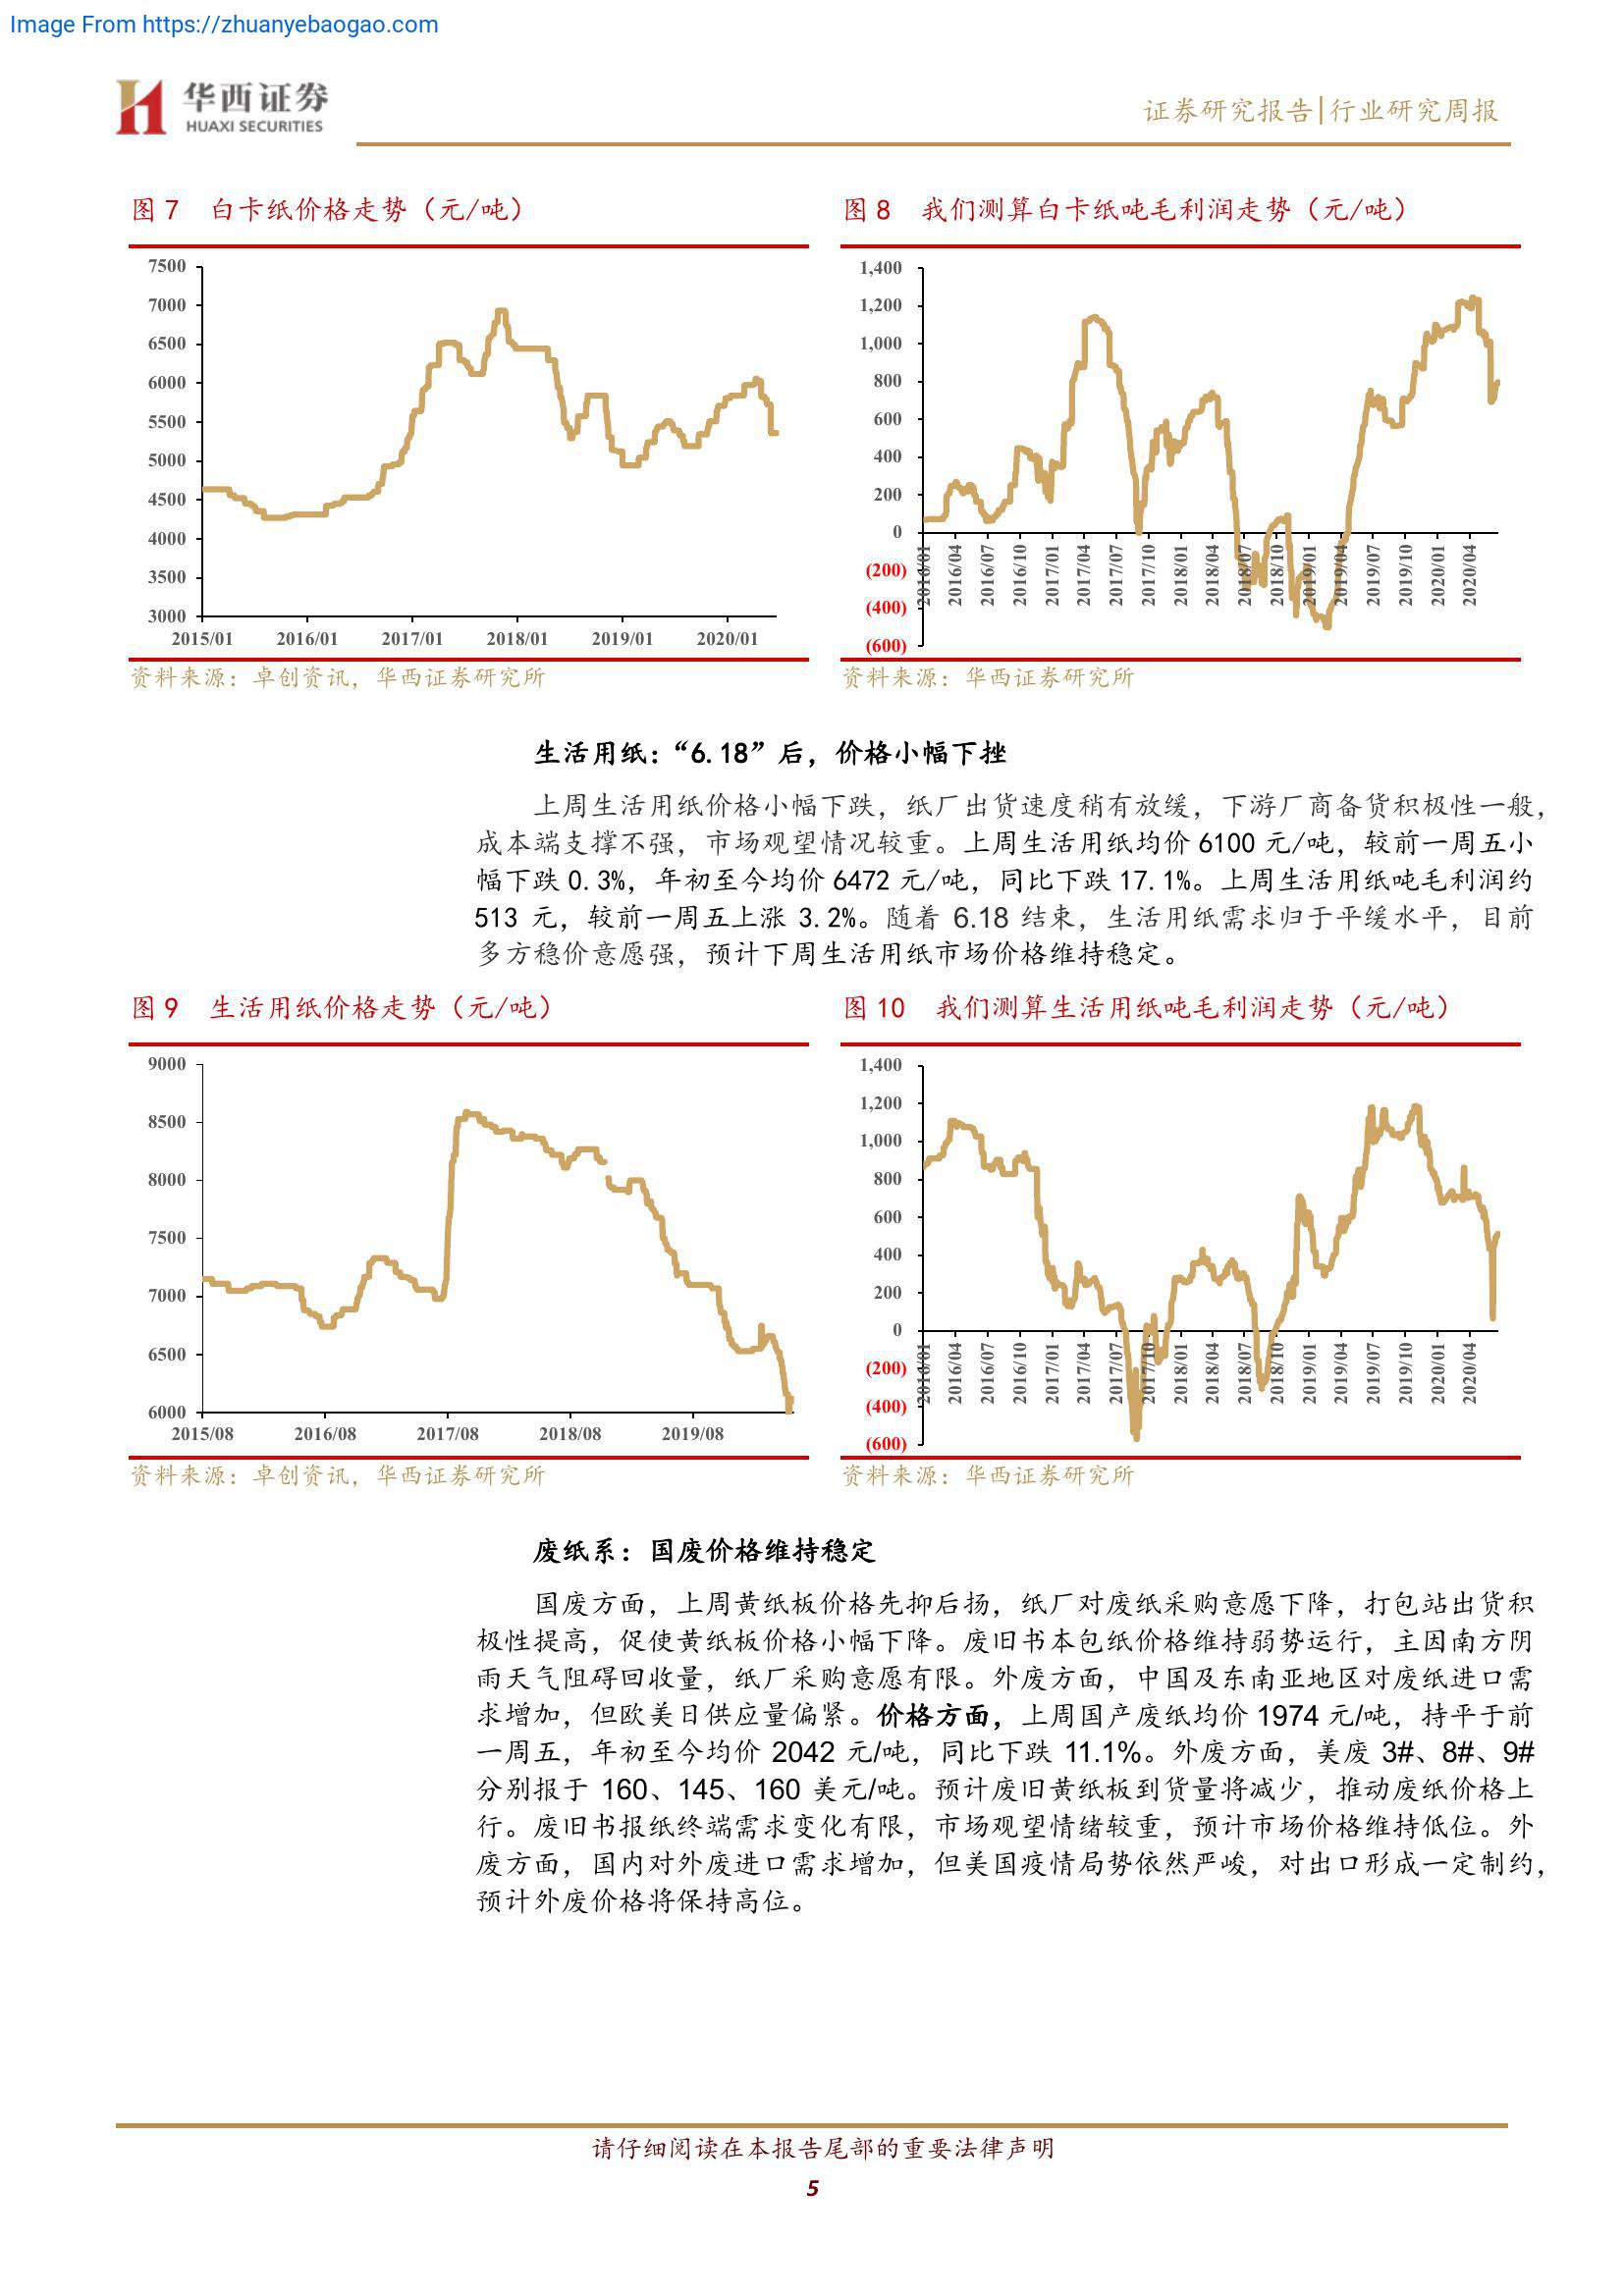 Image From https://zhuanyebaogao.com
华西证券
HUAXI SECURITIES
证券研究报告|行业研究周报
图 7 白卡纸价格走势（元/吨）
7500
7000
6500
6000
5500
5000
4500
4000
3500
3000
2015/01 2016/01 2017/01 2018/01 2019/01 2020/01
资料来源：卓创资讯，华西证券研究所
图 8 我们测算白卡纸吨毛利润走势（元/吨）
1,400
1,200
1,000
800
600
400
200
0
(200)
(400)
(600)
2016/01 2016/04 2016/07 2016/10 2017/01 2017/04 2017/07 2017/10 2018/01 2018/04 2018/07 2018/10 2019/01 2019/04 2019/07 2019/10 2020/01 2020/04
资料来源：华西证券研究所
生活用纸：“6.18”后，价格小幅下挫
上周生活用纸价格小幅下跌，纸厂出货速度稍有放缓，下游厂商备货积极性一般，
成本端支撑不强，市场观望情况较重。上周生活用纸均价 6100 元/吨，较前一周五小
幅下跌 0.3%，年初至今均价 6472 元/吨，同比下跌 17.1%。上周生活用纸吨毛利润约
513 元，较前一周五上涨 3.2%。随着 6.18 结束，生活用纸需求归于平缓水平，目前
多方稳价意愿强，预计下周生活用纸市场价格维持稳定。
图 9 生活用纸价格走势（元/吨）
9000
8500
8000
7500
7000
6500
6000
2015/08 2016/08 2017/08 2018/08 2019/08
资料来源：卓创资讯，华西证券研究所
图 10 我们测算生活用纸吨毛利润走势（元/吨）
1,400
1,200
1,000
800
600
400
200
0
(200)
(400)
(600)
2016/01 2016/04 2016/07 2016/10 2017/01 2017/04 2017/07 2017/10 2018/01 2018/04 2018/07 2018/10 2019/01 2019/04 2019/07 2019/10 2020/01 2020/04
资料来源：华西证券研究所
废纸系：国废价格维持稳定
国废方面，上周黄纸板价格先抑后扬，纸厂对废纸采购意愿下降，打包站出货积
极性提高，促使黄纸板价格小幅下降。废旧书本包纸价格维持弱势运行，主因南方阴
雨天气阻碍回收量，纸厂采购意愿有限。外废方面，中国及东南亚地区对废纸进口需
求增加，但欧美日供应量偏紧。价格方面，上周国产废纸均价 1974 元/吨，持平于前
一周五，年初至今均价 2042 元/吨，同比下跌 11.1%。外废方面，美废 3#、8#、9#
分别报于 160、145、160 美元/吨。预计废旧黄纸板到货量将减少，推动废纸价格上
行。废旧书报纸终端需求变化有限，市场观望情绪较重，预计市场价格维持低位。外
废方面，国内对外废进口需求增加，但美国疫情局势依然严峻，对出口形成一定制约，
预计外废价格将保持高位。
请仔细阅读在本报告尾部的重要法律声明
5